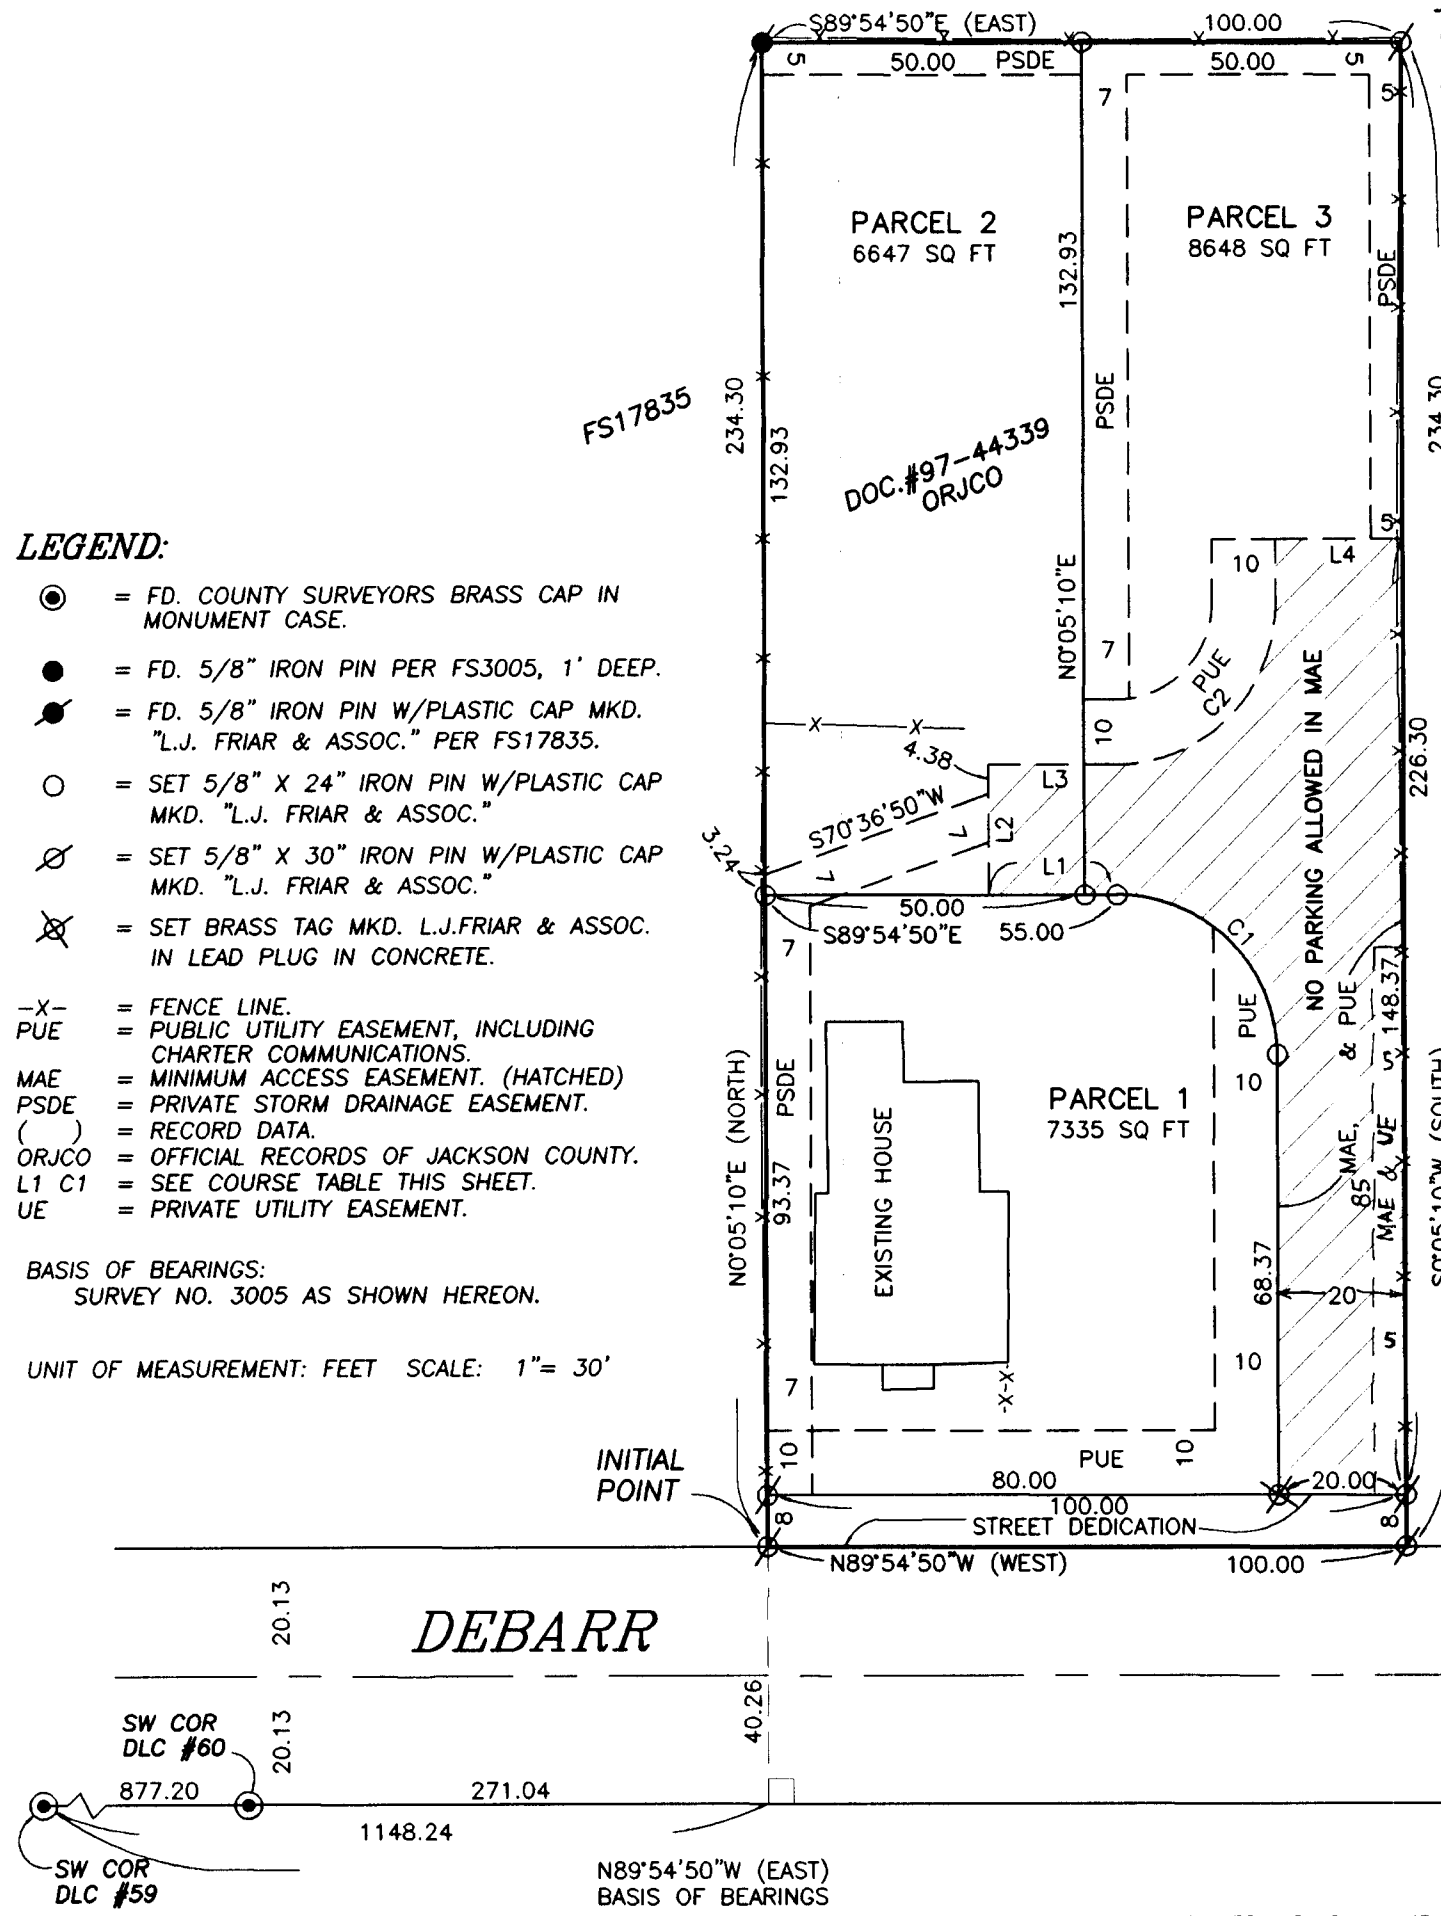 S89°54'50"E (EAST)
100.00
5
50.00
PSDE
50.00
5
7
5
PARCEL 2
6647 SQ FT
PARCEL 3
8648 SQ FT
132.93
PSDE
FS17835
234.30
132.93
DOC.#97-44339
ORJCO
PSDE
234.30
5
LEGEND:
= FD. COUNTY SURVEYORS BRASS CAP IN
MONUMENT CASE.
= FD. 5/8" IRON PIN PER FS3005, 1' DEEP.
= FD. 5/8" IRON PIN W/PLASTIC CAP MKD.
"L.J. FRIAR & ASSOC." PER FS17835.
= SET 5/8" X 24" IRON PIN W/PLASTIC CAP
MKD. "L.J. FRIAR & ASSOC."
= SET 5/8" X 30" IRON PIN W/PLASTIC CAP
MKD. "L.J. FRIAR & ASSOC."
= SET BRASS TAG MKD. L.J.FRIAR & ASSOC.
IN LEAD PLUG IN CONCRETE.
-X- = FENCE LINE.
PUE = PUBLIC UTILITY EASEMENT, INCLUDING
CHARTER COMMUNICATIONS.
MAE = MINIMUM ACCESS EASEMENT. (HATCHED)
PSDE = PRIVATE STORM DRAINAGE EASEMENT.
( ) = RECORD DATA.
ORJCO = OFFICIAL RECORDS OF JACKSON COUNTY.
L1 C1 = SEE COURSE TABLE THIS SHEET.
UE = PRIVATE UTILITY EASEMENT.
BASIS OF BEARINGS:
SURVEY NO. 3005 AS SHOWN HEREON.
UNIT OF MEASUREMENT: FEET SCALE: 1"= 30'
10
L4
N0°05'10"E
7
PUE
C2
10
NO PARKING ALLOWED IN MAE
226.30
4.38
L3
S70°36'50"W
7
L2
3.24
7
L1
50.00
S89°54'50"E
55.00
7
C1
PUE
10
85 MAE, & PUE
148.37
5
N0°05'10"E (NORTH)
PSDE
93.37
EXISTING HOUSE
PARCEL 1
7335 SQ FT
MAE & UE
S0°05'10"W (SOUTH)
68.37
20
5
10
7
-X-X-
10
PUE
10
INITIAL
POINT
80.00
20.00
100.00
8
STREET DEDICATION
8
N89°54'50"W (WEST)
100.00
20.13
DEBARR
40.26
20.13
SW COR
DLC #60
877.20
271.04
1148.24
SW COR
DLC #59
N89°54'50"W (EAST)
BASIS OF BEARINGS